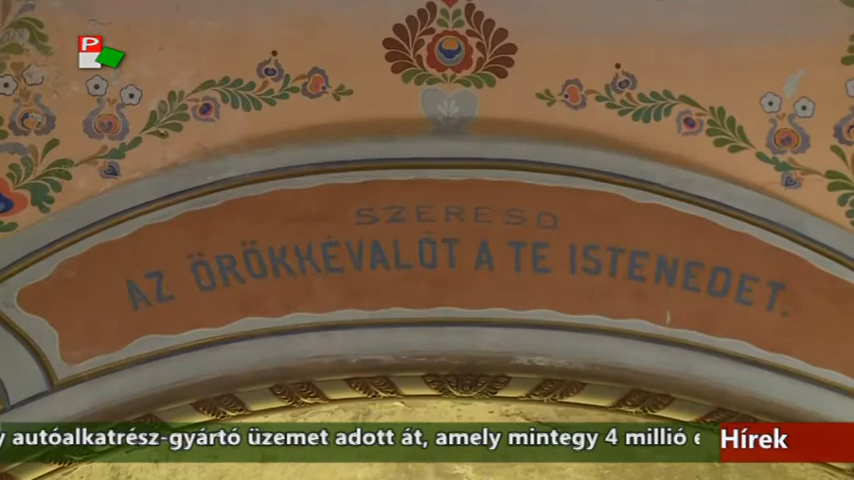 P
SZERESD
AZ ÖRÖKKÉVALÓT A TE ISTENEDET.
autóalkatrész-gyártó üzemet adott át, amely mintegy 4 millió
Hírek